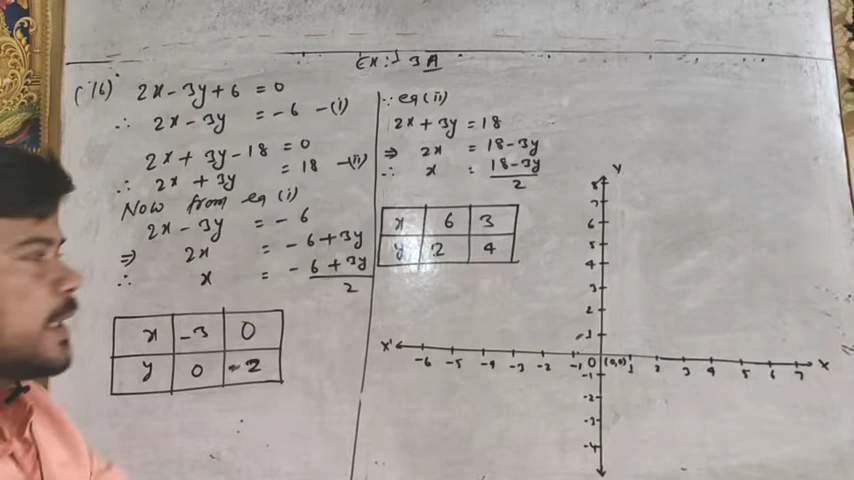 Ex:- 3A
(16) 2x - 3y + 6 = 0
∴ 2x - 3y = -6 -(i)
2x + 3y - 18 = 0
∴ 2x + 3y = 18 -(ii)
Now from eq (i)
2x - 3y = -6
⇒ 2x = -6 + 3y
∴ x = -6 + 3y / 2
x -3 0
y 0 -2
∵ eq (ii)
2x + 3y = 18
⇒ 2x = 18 - 3y
∴ x = 18 - 3y / 2
x 6 3
y 2 4
Y
8
7
6
5
4
3
2
1
X' 0 (0,0) X
-6 -5 -4 -3 -2 -1 1 2 3 4 5 6 7
-1
-2
-3
-4